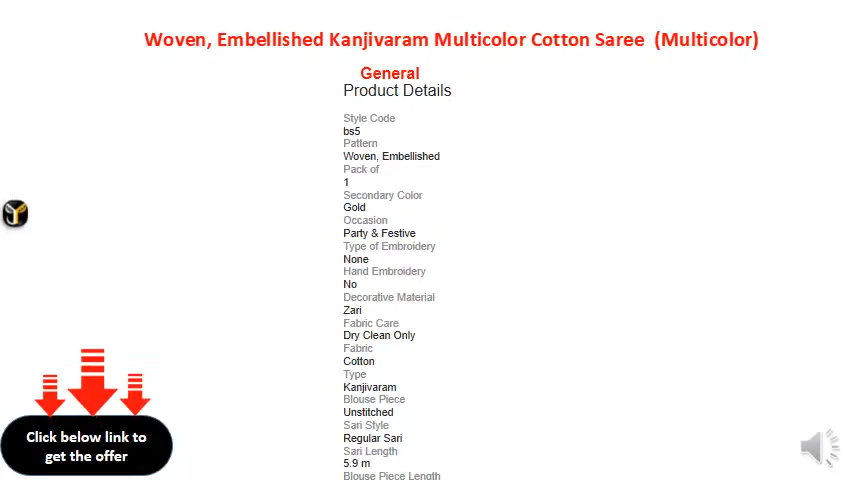 Woven, Embellished Kanjivaram Multicolor Cotton Saree (Multicolor)
General
Product Details
Style Code
bs5
Pattern
Woven, Embellished
Pack of
1
Secondary Color
Gold
Occasion
Party & Festive
Type of Embroidery
None
Hand Embroidery
No
Decorative Material
Zari
Fabric Care
Dry Clean Only
Fabric
Cotton
Type
Kanjivaram
Blouse Piece
Unstitched
Sari Style
Regular Sari
Sari Length
5.9 m
Blouse Piece Length
Click below link to
get the offer